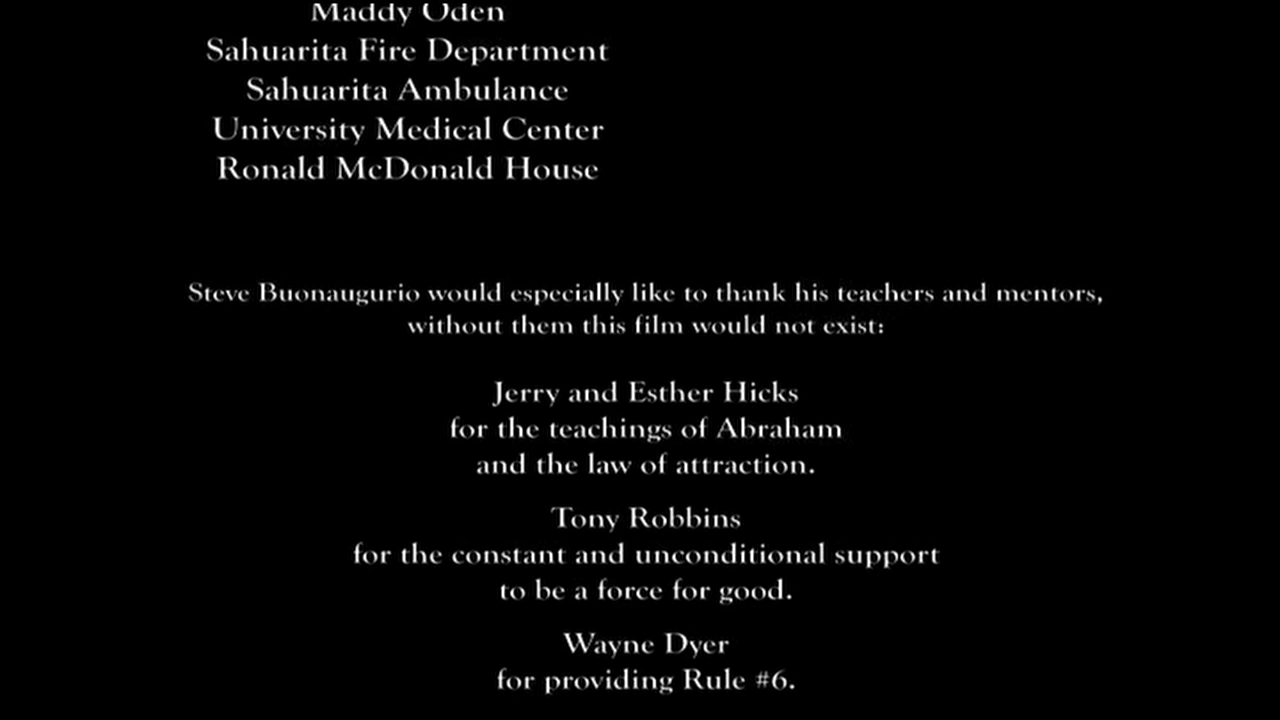 Maddy Oden
Sahuarita Fire Department
Sahuarita Ambulance
University Medical Center
Ronald McDonald House
Steve Buonaugurio would especially like to thank his teachers and mentors,
without them this film would not exist:
Jerry and Esther Hicks
for the teachings of Abraham
and the law of attraction.
Tony Robbins
for the constant and unconditional support
to be a force for good.
Wayne Dyer
for providing Rule #6.